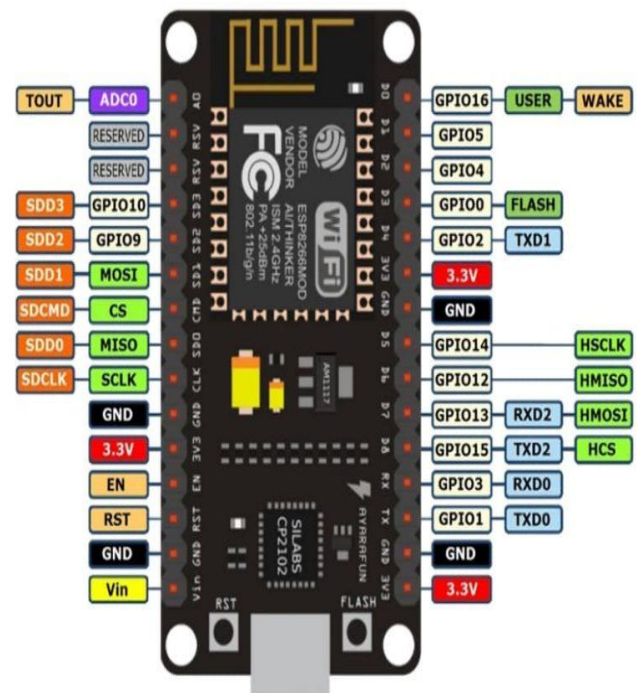 TOUT ADC0 A0 D0 GPIO16 USER WAKE
RESERVED RSV D1 GPIO5
RESERVED RSV D2 GPIO4
SDD3 GPIO10 SD3 D3 GPIO0 FLASH
SDD2 GPIO9 SD2 D4 GPIO2 TXD1
SDD1 MOSI SD1 3V3 3.3V
SDCMD CS CMD GND GND
SDD0 MISO SD0 D5 GPIO14 HSCLK
SDCLK SCLK CLK D6 GPIO12 HMISO
GND GND D7 GPIO13 RXD2 HMOSI
3.3V 3V3 D8 GPIO15 TXD2 HCS
EN EN RX GPIO3 RXD0
RST RST TX GPIO1 TXD0
GND GND GND GND
Vin Vin 3V3 3.3V
MODEL ESP8266MOD
VENDOR AI/THINKER
ISM 2.4GHz
PA +25dBm
802.11b/g/n
FC
Wi Fi
AM1117
SILABS
CP2102
AYARAFUN
RST
FLASH